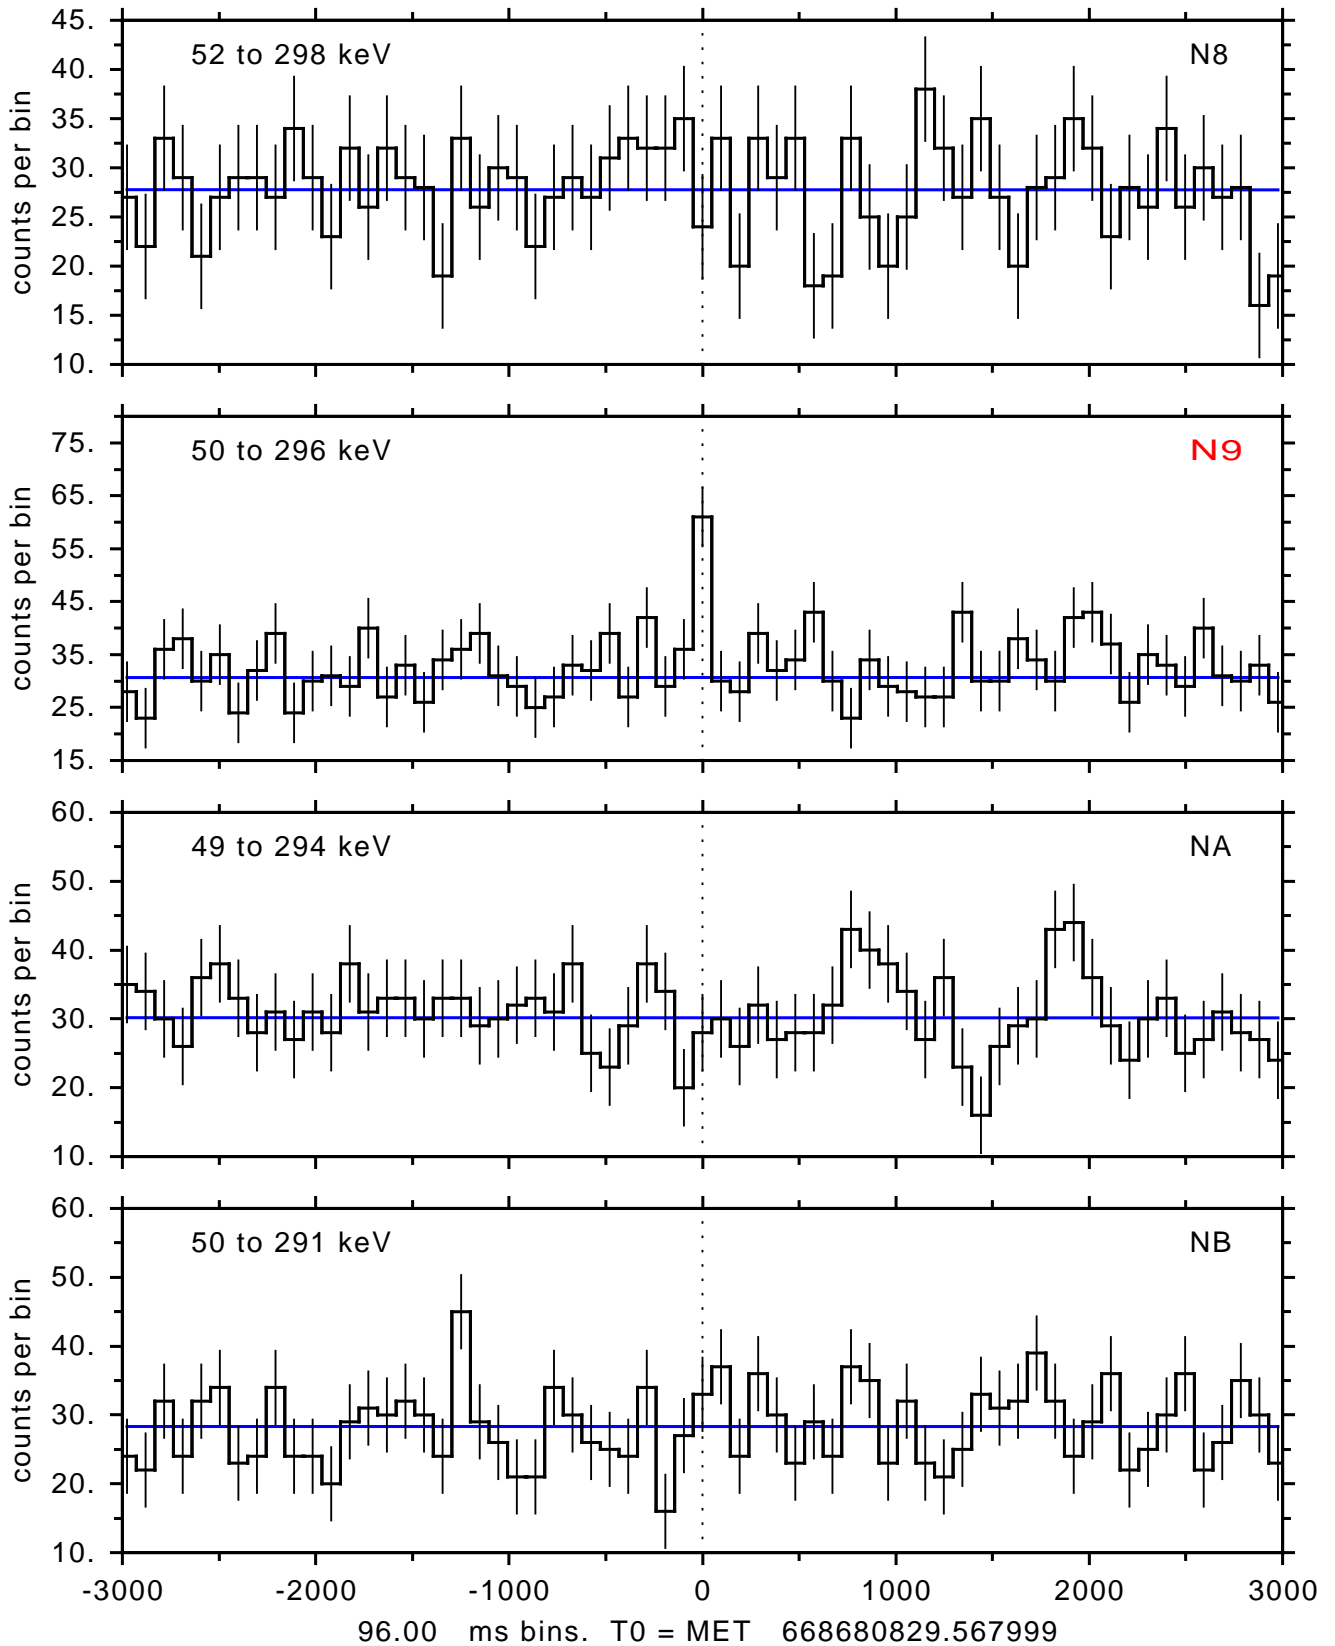 45.
52 to 298 keV N8
40.
35.
30.
25.
20.
15.
10.
counts per bin
50 to 296 keV N9
75.
65.
55.
45.
35.
25.
15.
counts per bin
60.
49 to 294 keV NA
50.
40.
30.
20.
10.
counts per bin
60.
50 to 291 keV NB
50.
40.
30.
20.
10.
counts per bin
-3000 -2000 -1000 0 1000 2000 3000
96.00 ms bins. T0 = MET 668680829.567999